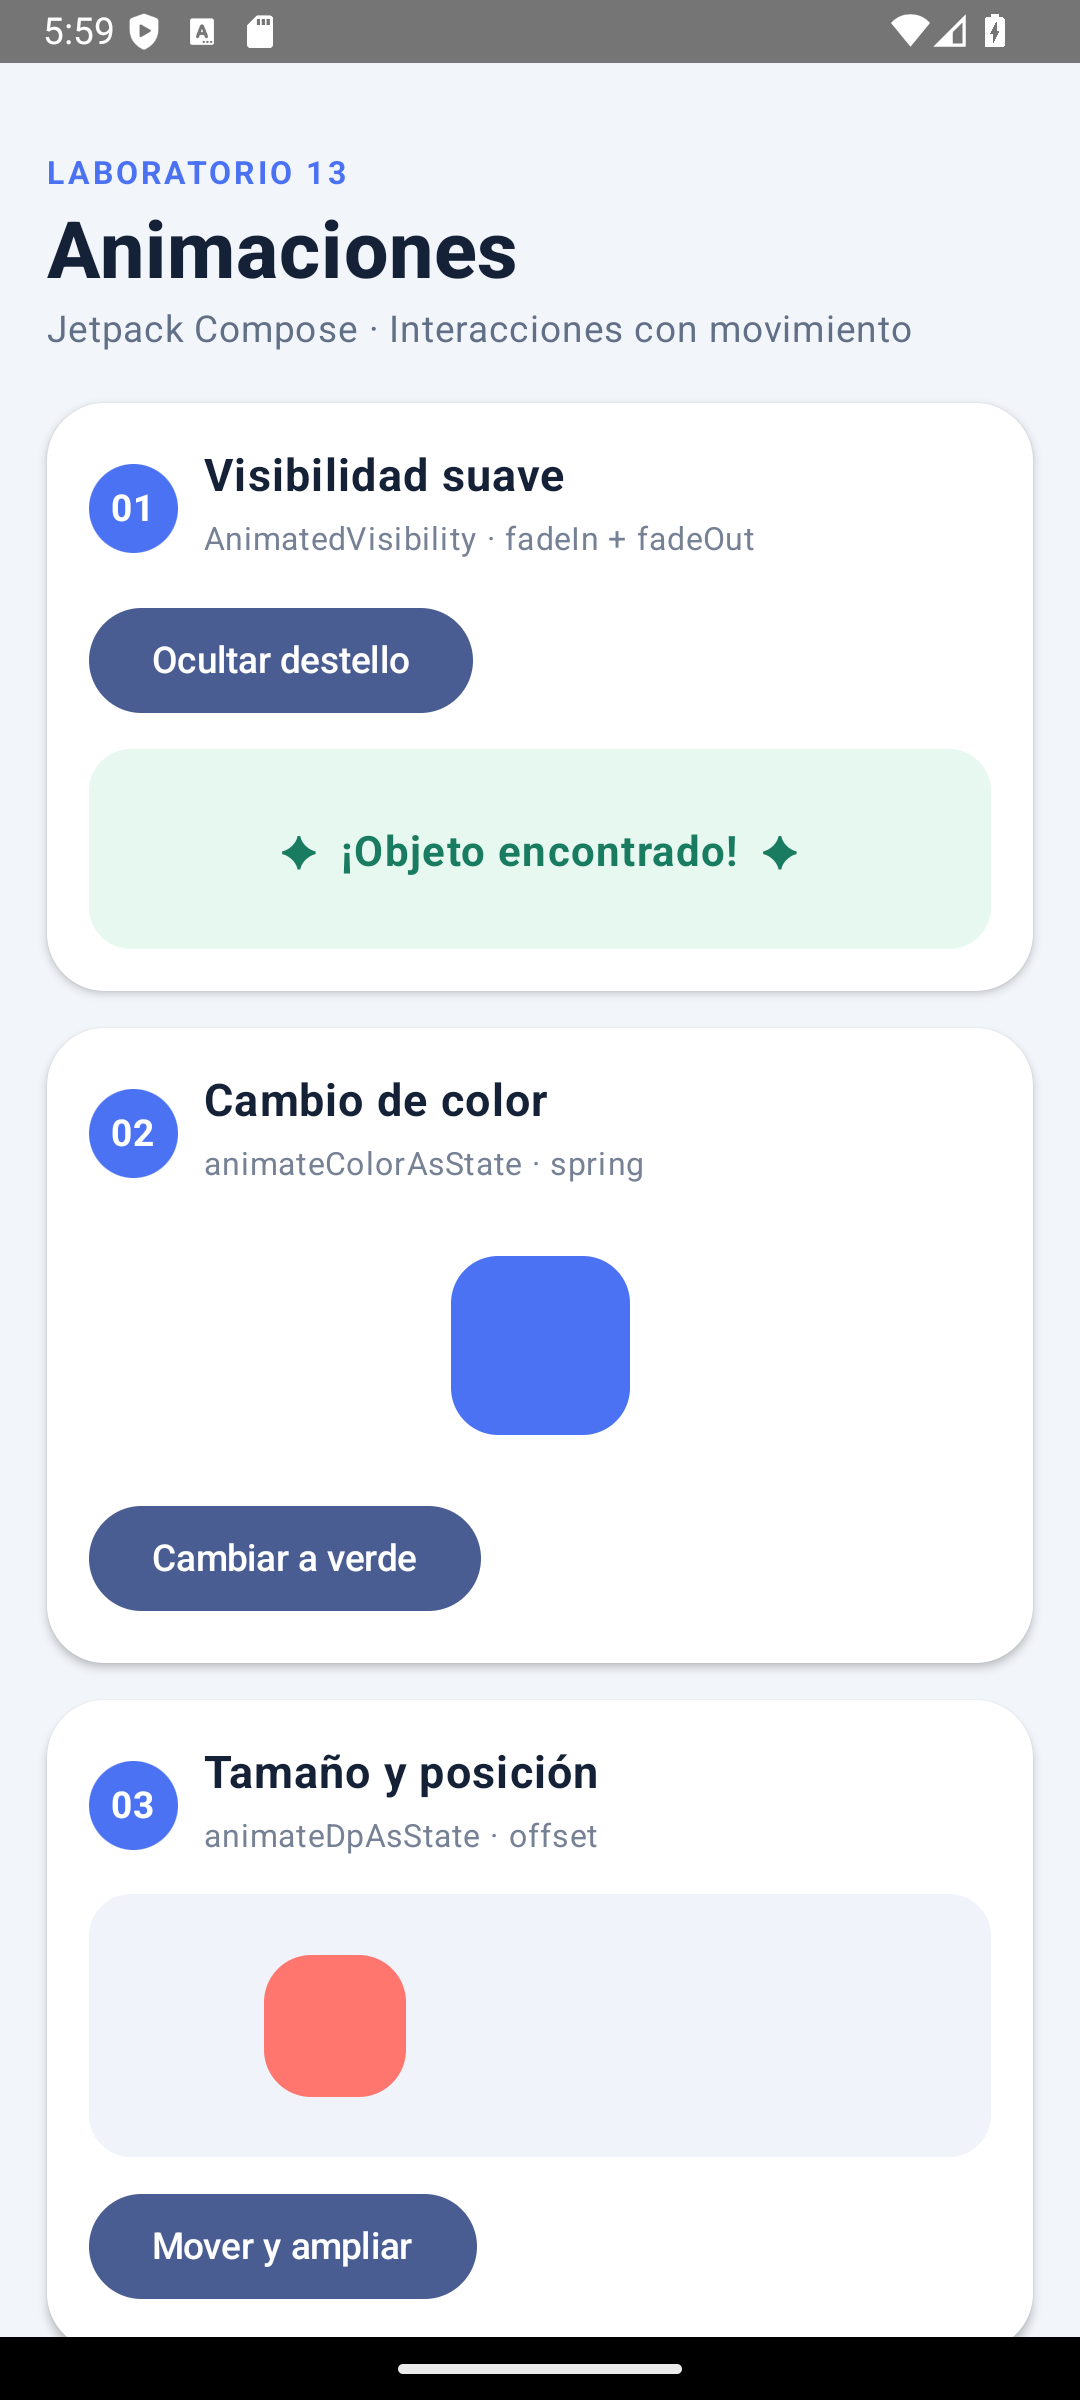 5:59
LABORATORIO 13
Animaciones
Jetpack Compose · Interacciones con movimiento
01
Visibilidad suave
AnimatedVisibility · fadeIn + fadeOut
Ocultar destello
✦ ¡Objeto encontrado! ✦
02
Cambio de color
animateColorAsState · spring
Cambiar a verde
03
Tamaño y posición
animateDpAsState · offset
Mover y ampliar